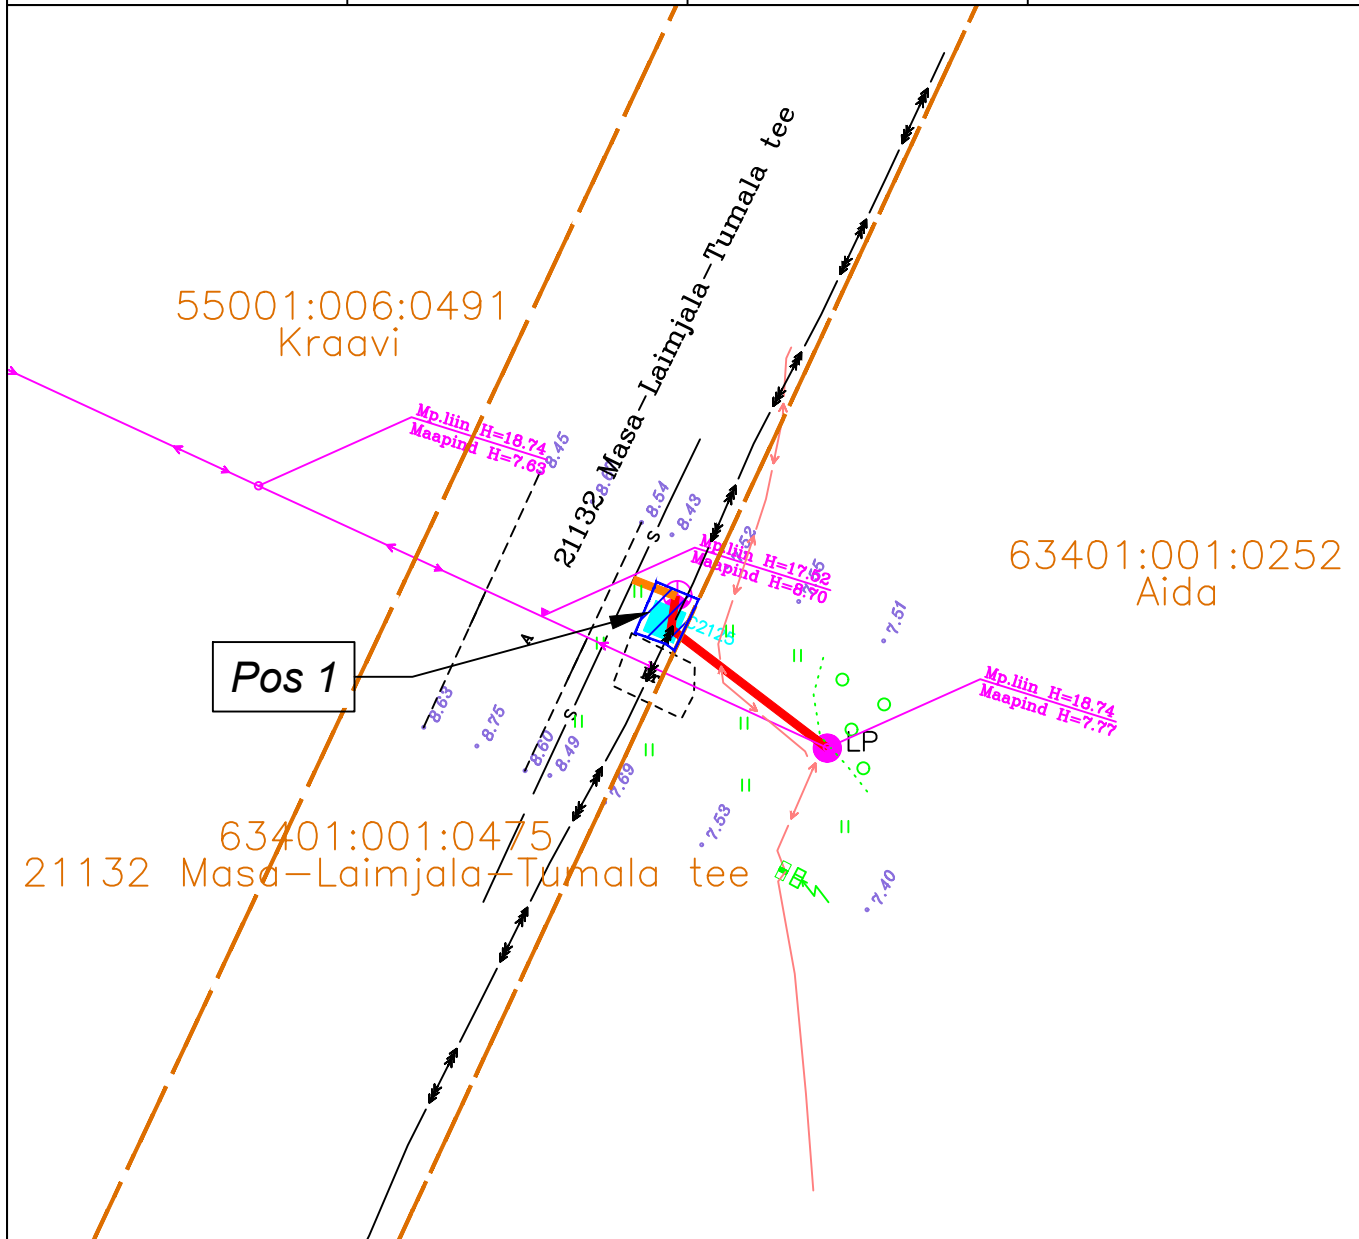 21132 Masa-Laimjala-Tumala tee
55001:006:0491
Kraavi
Mp.liin H=18.74
Maapind H=7.63
8.45
8.54
8.43
S
Mp.liin H=17.52
Maapind H=8.70
63401:001:0252
Aida
7.51
C2125
A
Pos 1
Mp.liin H=18.74
Maapind H=7.77
LP
8.63
8.75
S
8.60
8.49
7.69
7.53
63401:001:0475
21132 Masa-Laimjala-Tumala tee
7.40